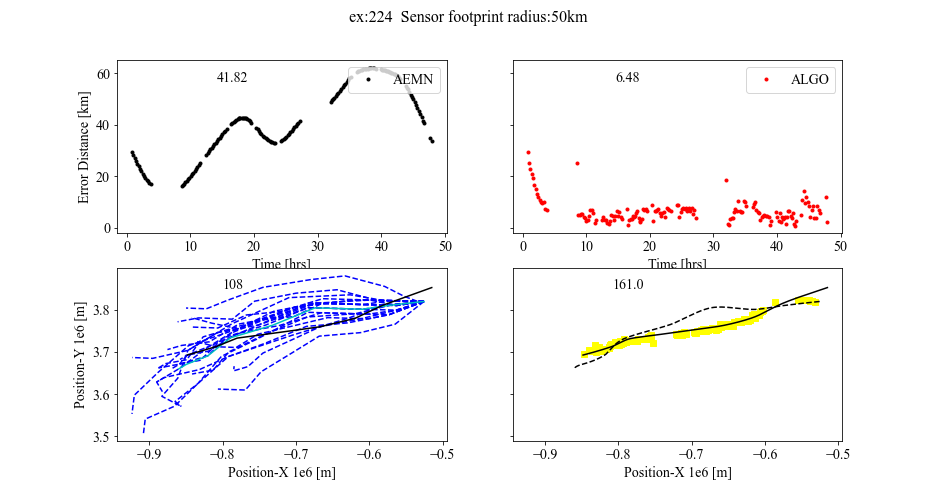 ex:224  Sensor footprint radius:50km
41.82
AEMN
6.48
ALGO
Error Distance [km]
60
40
20
0
0 10 20 30 40 50
Time [hrs]
0 10 20 30 40 50
Time [hrs]
108
161.0
Position-Y 1e6 [m]
3.8
3.7
3.6
3.5
−0.9 −0.8 −0.7 −0.6 −0.5
Position-X 1e6 [m]
−0.9 −0.8 −0.7 −0.6 −0.5
Position-X 1e6 [m]